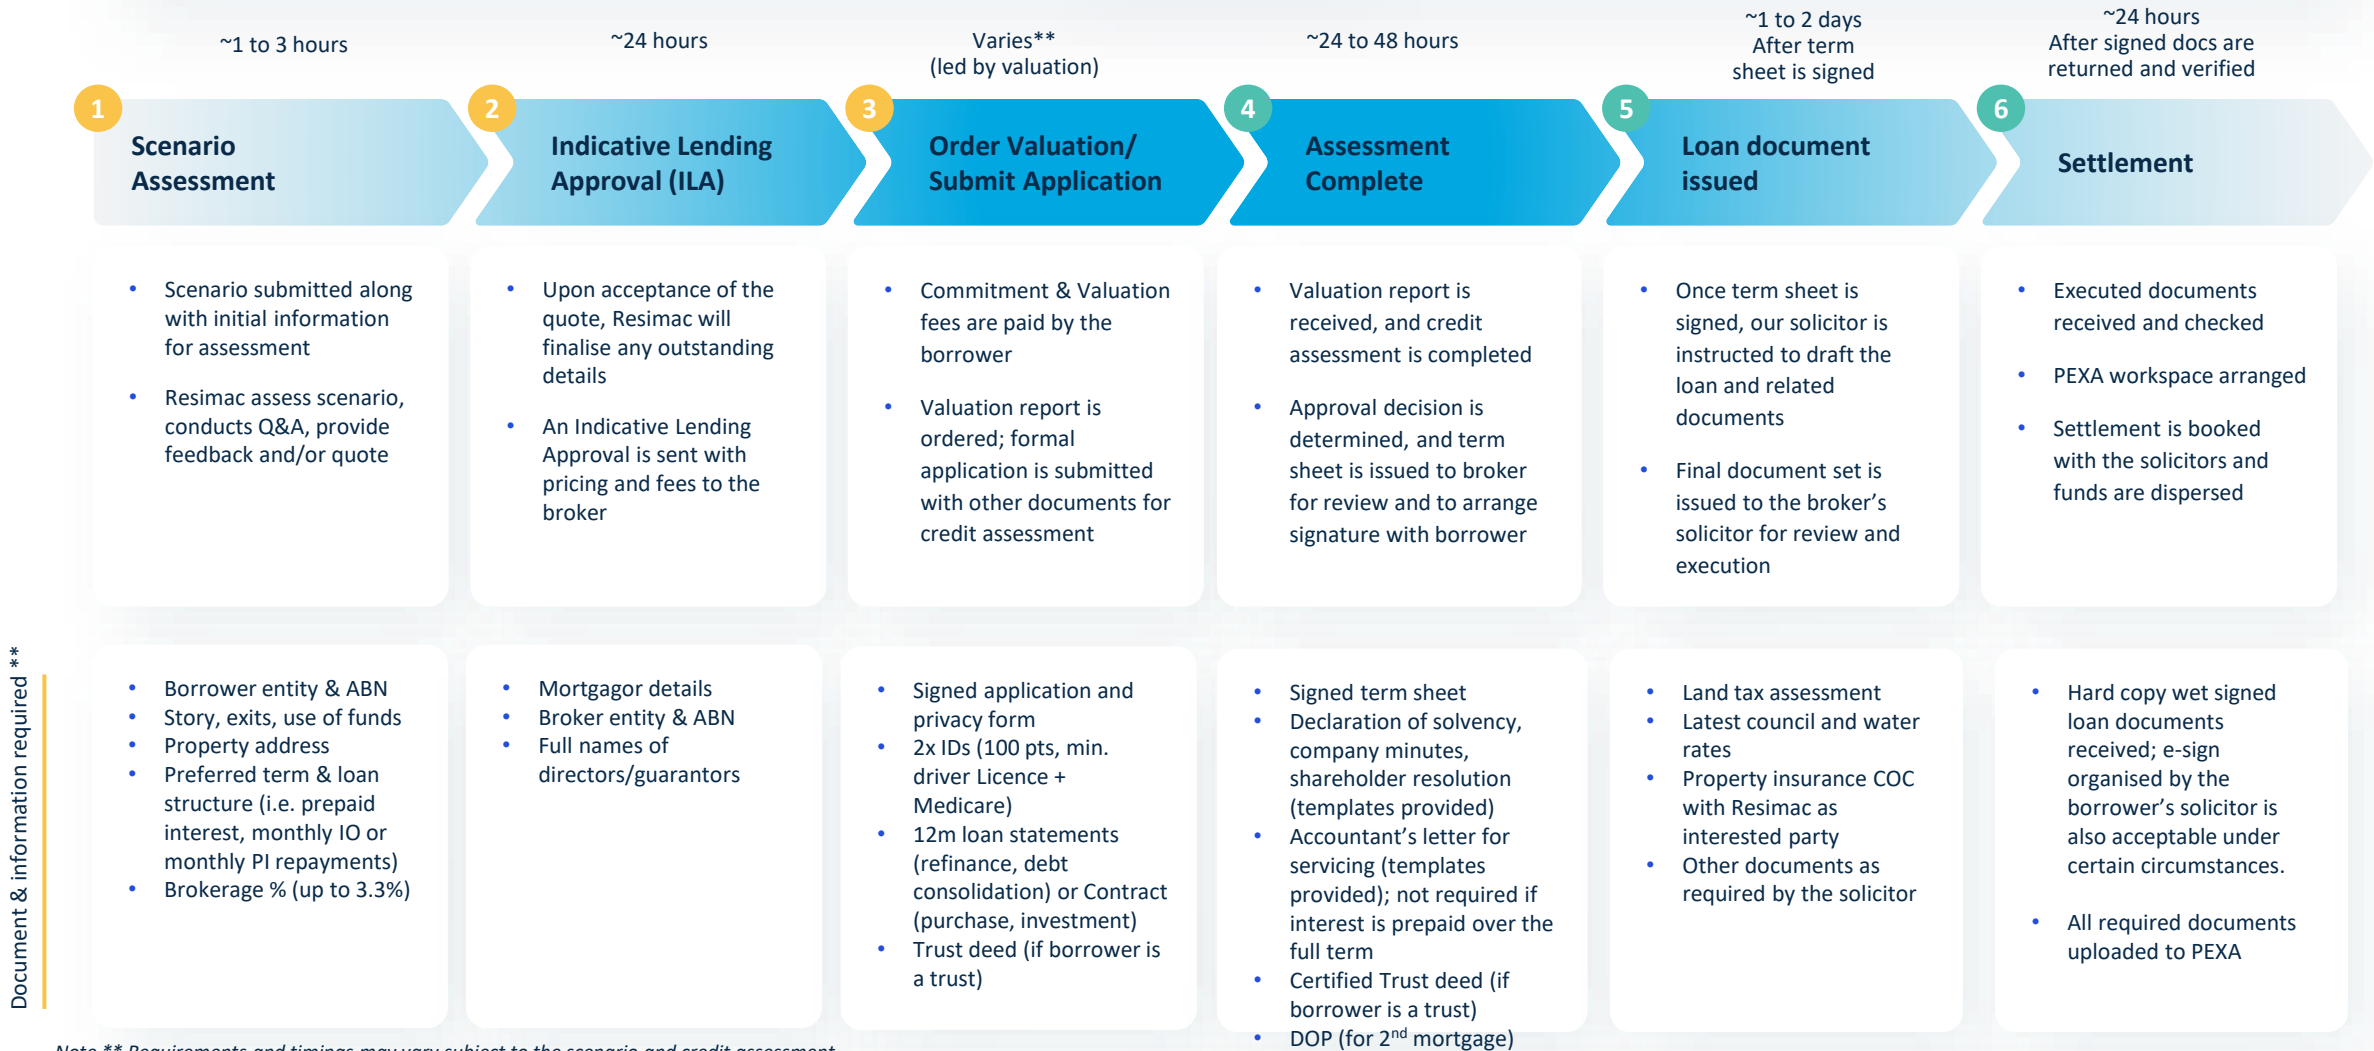 ~1 to 3 hours
~24 hours
Varies**
(led by valuation)
~24 to 48 hours
~1 to 2 days
After term
sheet is signed
~24 hours
After signed docs are
returned and verified
1
Scenario
Assessment
2
Indicative Lending
Approval (ILA)
3
Order Valuation/
Submit Application
4
Assessment
Complete
5
Loan document
issued
6
Settlement
• Scenario submitted along
with initial information
for assessment
• Resimac assess scenario,
conducts Q&A, provide
feedback and/or quote
• Upon acceptance of the
quote, Resimac will
finalise any outstanding
details
• An Indicative Lending
Approval is sent with
pricing and fees to the
broker
• Commitment & Valuation
fees are paid by the
borrower
• Valuation report is
ordered; formal
application is submitted
with other documents for
credit assessment
• Valuation report is
received, and credit
assessment is completed
• Approval decision is
determined, and term
sheet is issued to broker
for review and to arrange
signature with borrower
• Once term sheet is
signed, our solicitor is
instructed to draft the
loan and related
documents
• Final document set is
issued to the broker’s
solicitor for review and
execution
• Executed documents
received and checked
• PEXA workspace arranged
• Settlement is booked
with the solicitors and
funds are dispersed
Document & information required **
• Borrower entity & ABN
• Story, exits, use of funds
• Property address
• Preferred term & loan
structure (i.e. prepaid
interest, monthly IO or
monthly PI repayments)
• Brokerage % (up to 3.3%)
• Mortgagor details
• Broker entity & ABN
• Full names of
directors/guarantors
• Signed application and
privacy form
• 2x IDs (100 pts, min.
driver Licence +
Medicare)
• 12m loan statements
(refinance, debt
consolidation) or Contract
(purchase, investment)
• Trust deed (if borrower is
a trust)
• Signed term sheet
• Declaration of solvency,
company minutes,
shareholder resolution
(templates provided)
• Accountant’s letter for
servicing (templates
provided); not required if
interest is prepaid over the
full term
• Certified Trust deed (if
borrower is a trust)
• DOP (for 2nd mortgage)
• Land tax assessment
• Latest council and water
rates
• Property insurance COC
with Resimac as
interested party
• Other documents as
required by the solicitor
• Hard copy wet signed
loan documents
received; e-sign
organised by the
borrower’s solicitor is
also acceptable under
certain circumstances.
• All required documents
uploaded to PEXA
Note ** Requirements and timings may vary subject to the scenario and credit assessment